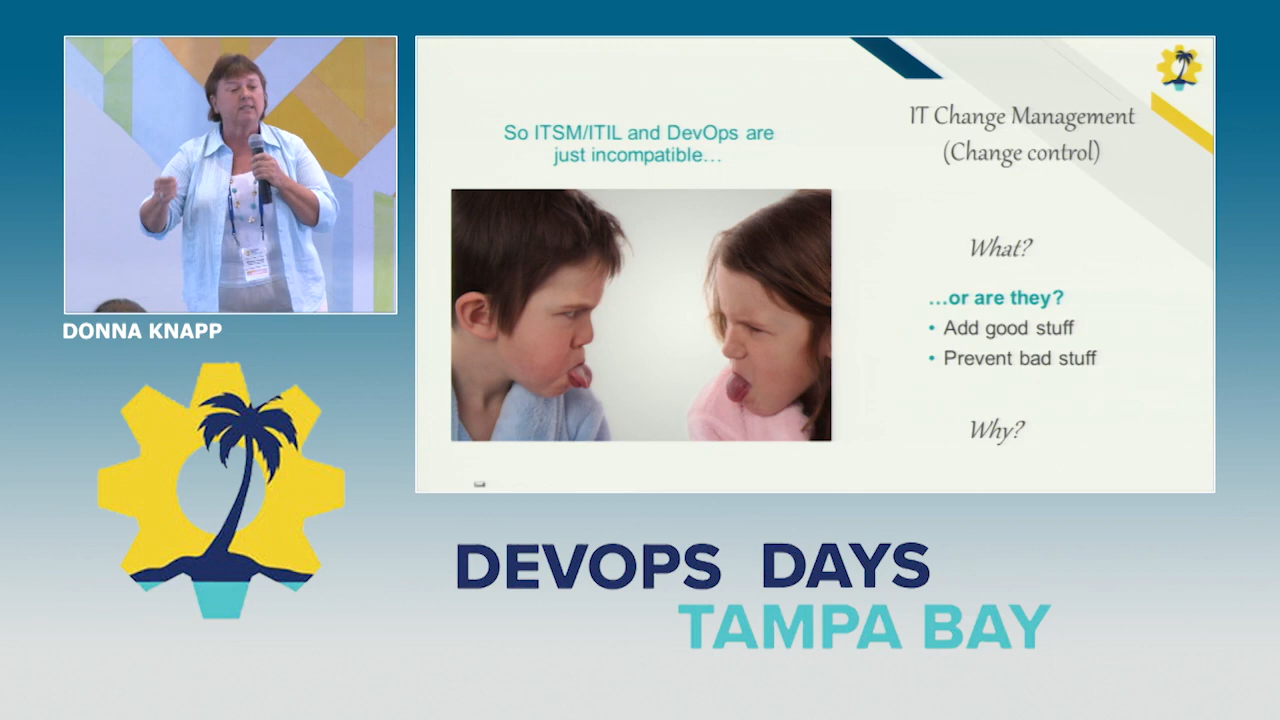 DONNA KNAPP
So ITSM/ITIL and DevOps are
just incompatible…
IT Change Management
(Change control)
What?
…or are they?
• Add good stuff
• Prevent bad stuff
Why?
DEVOPS DAYS
TAMPA BAY